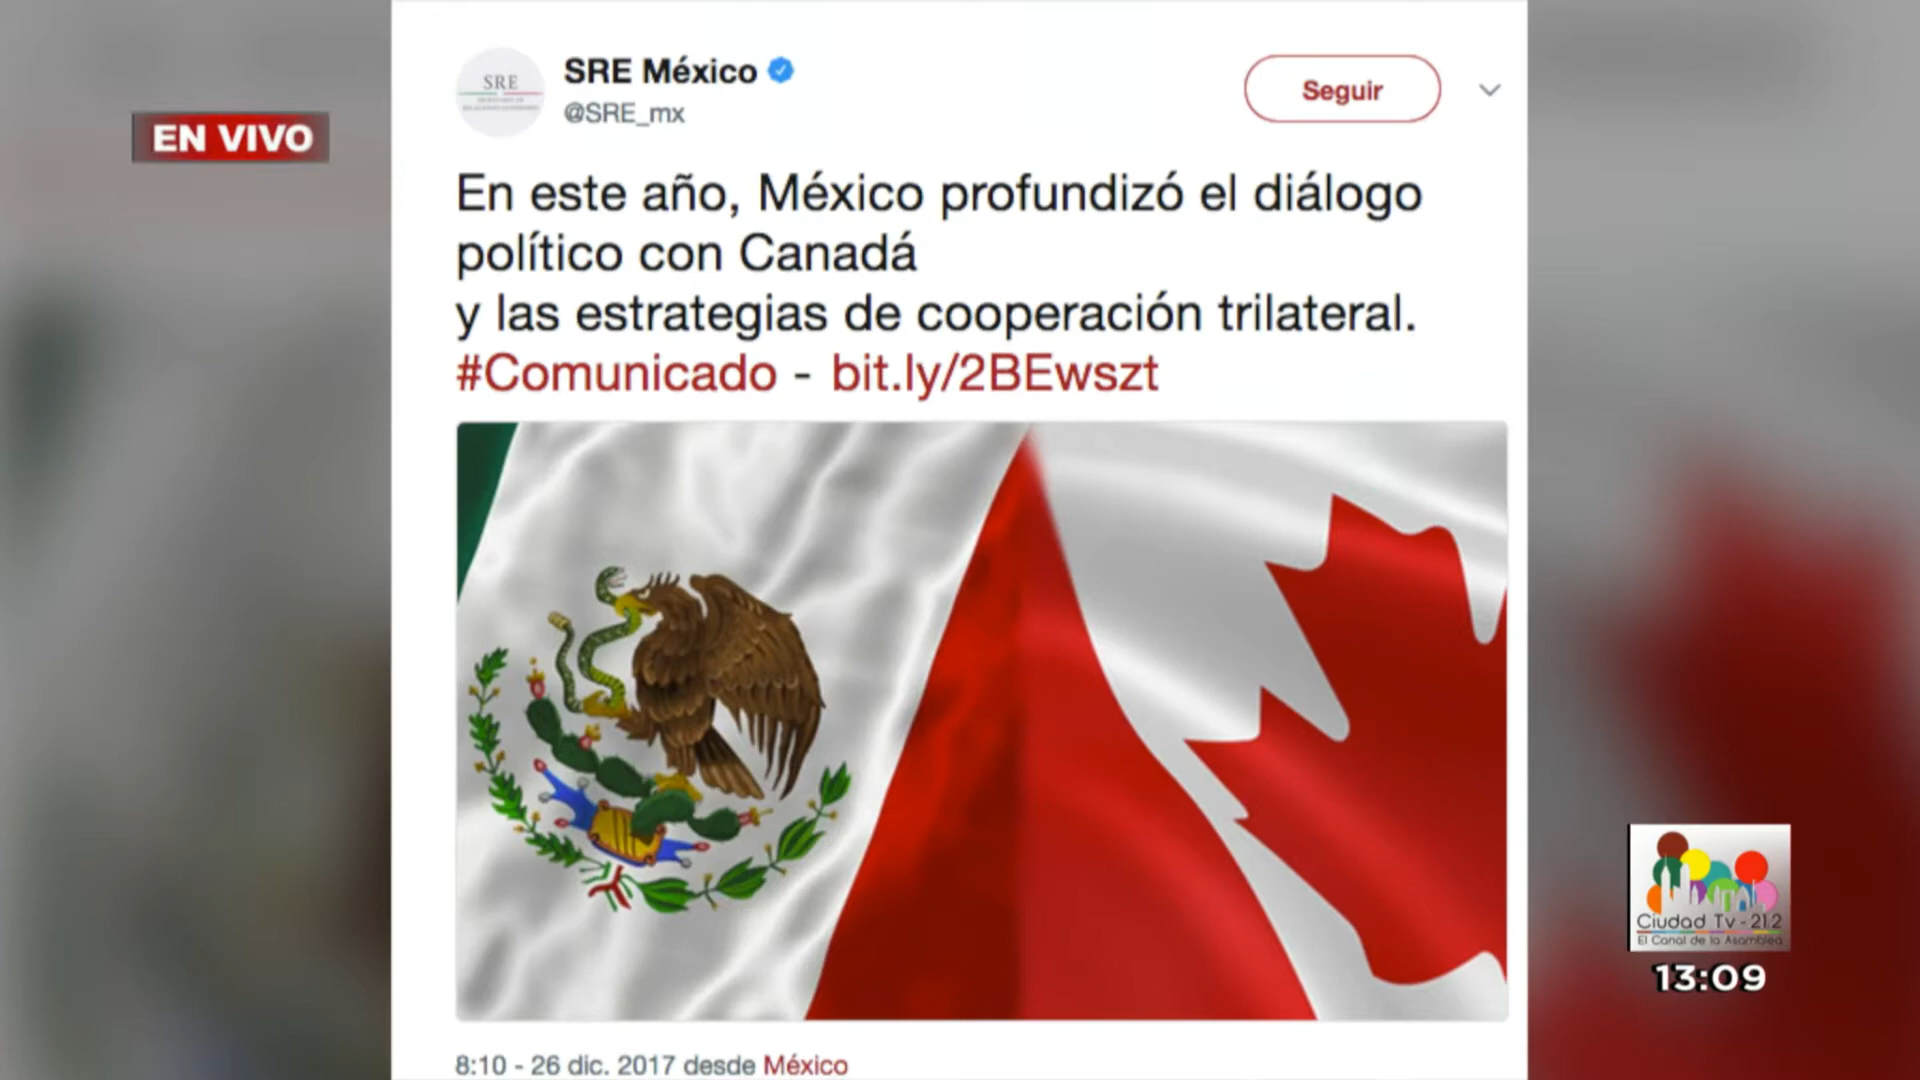 SRE
SRE México
@SRE_mx
Seguir
EN VIVO
En este año, México profundizó el diálogo
político con Canadá
y las estrategias de cooperación trilateral.
#Comunicado - bit.ly/2BEwszt
Ciudad Tv - 21.2
El Canal de la Asamblea
13:09
8:10 - 26 dic. 2017 desde México